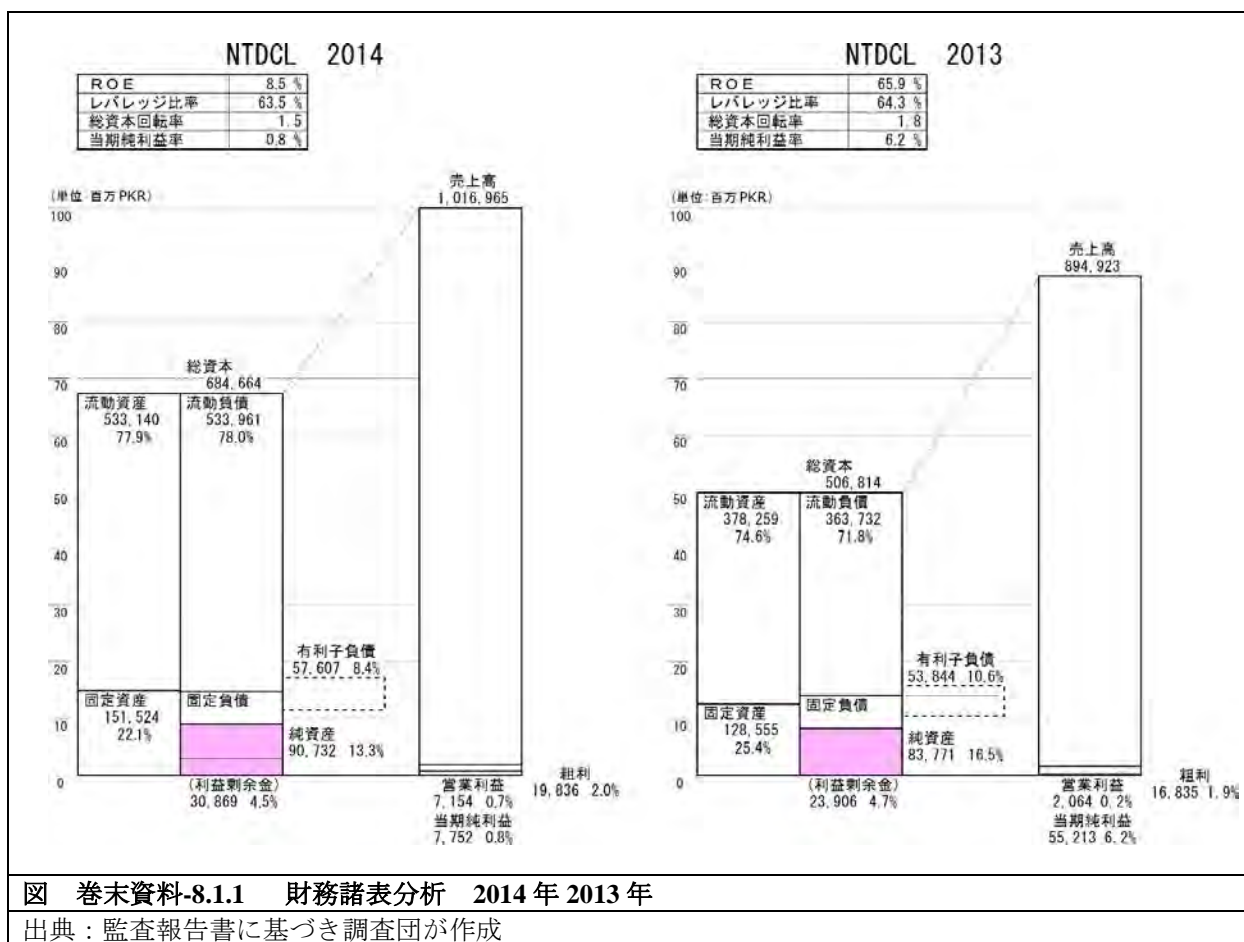 NTDCL 2014
ROE 8.5 %
レバレッジ比率 63.5 %
総資本回転率 1.5
当期純利益率 0.8 %
(単位:百万PKR)
100
90
80
70
60
50
40
30
20
10
0
売上高
1,016,965
総資本
684,664
流動資産
533,140
77.9%
流動負債
533,961
78.0%
有利子負債
57,607 8.4%
固定資産
151,524
22.1%
固定負債
純資産
90,732 13.3%
(利益剰余金)
30,869 4.5%
営業利益
7,154 0.7%
当期純利益
7,752 0.8%
粗利
19,836 2.0%
NTDCL 2013
ROE 65.9 %
レバレッジ比率 64.3 %
総資本回転率 1.8
当期純利益率 6.2 %
(単位:百万PKR)
100
90
80
70
60
50
40
30
20
10
0
売上高
894,923
総資本
506,814
流動資産
378,259
74.6%
流動負債
363,732
71.8%
有利子負債
53,844 10.6%
固定資産
128,555
25.4%
固定負債
純資産
83,771 16.5%
(利益剰余金)
23,906 4.7%
営業利益
2,064 0.2%
当期純利益
55,213 6.2%
粗利
16,835 1.9%
図 巻末資料-8.1.1 財務諸表分析 2014年2013年
出典:監査報告書に基づき調査団が作成